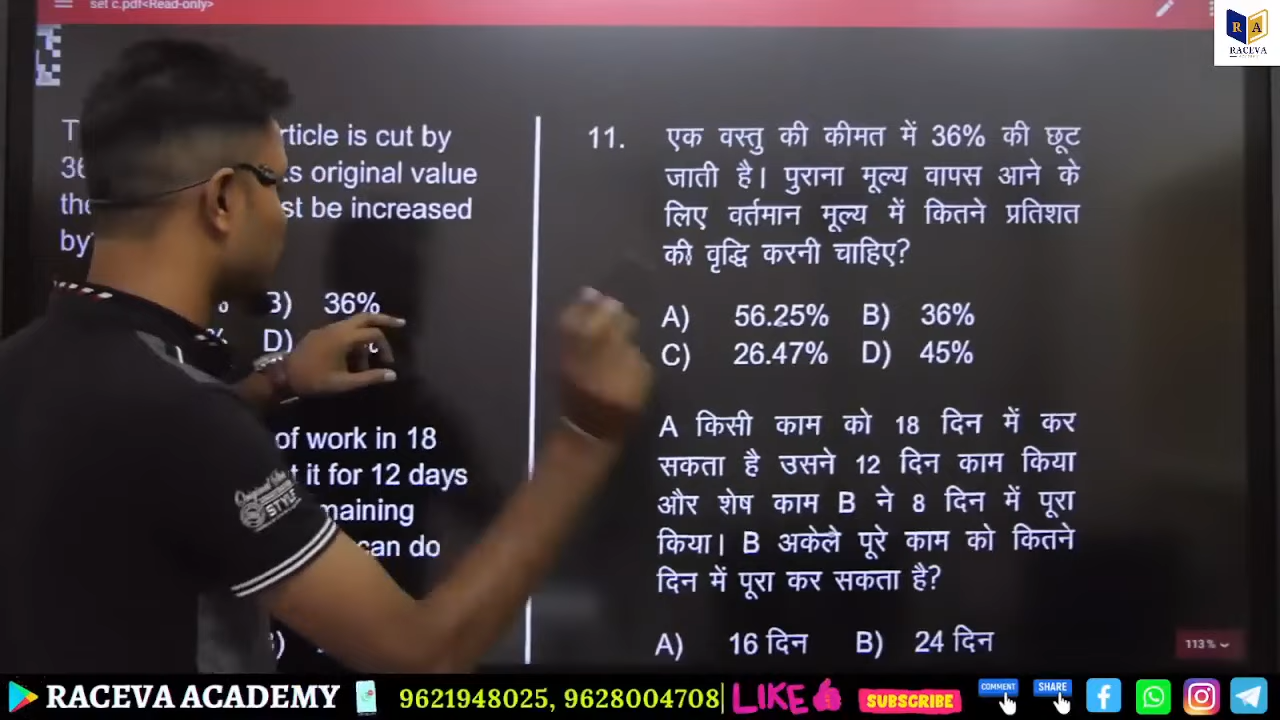 set c.pdf<Read-only>
RACEVA
rticle is cut by
s original value
st be increased
by
B) 36%
D)
of work in 18
t it for 12 days
maining
can do
11. एक वस्तु की कीमत में 36% की छूट
जाती है। पुराना मूल्य वापस आने के
लिए वर्तमान मूल्य में कितने प्रतिशत
की वृद्धि करनी चाहिए?
A) 56.25% B) 36%
C) 26.47% D) 45%
A किसी काम को 18 दिन में कर
सकता है उसने 12 दिन काम किया
और शेष काम B ने 8 दिन में पूरा
किया। B अकेले पूरे काम को कितने
दिन में पूरा कर सकता है?
A) 16 दिन B) 24 दिन
113%
STYLE
RACEVA ACADEMY 9621948025, 9628004708| LIKE SUBSCRIBE COMMENT SHARE